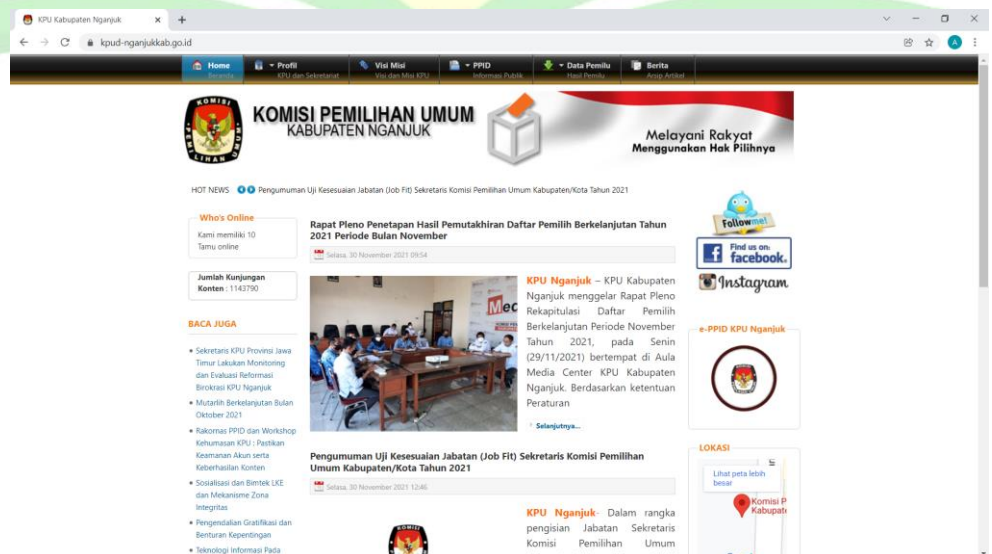 KPU Kabupaten Nganjuk
kpud-nganjukkab.go.id
A
Home
Beranda
Profil
KPU dan Sekretariat
Visi Misi
Visi dan Misi KPU
PPID
Informasi Publik
Data Pemilu
Hasil Pemilu
Berita
Arsip Artikel
KOMISI
PEMILIHAN UMUM
KOMISI PEMILIHAN UMUM
KABUPATEN NGANJUK
Melayani Rakyat
Menggunakan Hak Pilihnya
HOT NEWS Pengumuman Uji Kesesuaian Jabatan (Job Fit) Sekretaris Komisi Pemilihan Umum Kabupaten/Kota Tahun 2021
Who's Online
Kami memiliki 10
Tamu online
Jumlah Kunjungan
Konten : 1143790
BACA JUGA
Sekretaris KPU Provinsi Jawa
Timur Lakukan Monitoring
dan Evaluasi Reformasi
Birokrasi KPU Nganjuk
Mutarlih Berkelanjutan Bulan
Oktober 2021
Rakornas PPID dan Workshop
Kehumasan KPU : Pastikan
Keamanan Akun serta
Keberhasilan Konten
Sosialisasi dan Bimtek LKE
dan Mekanisme Zona
Integritas
Pengendalian Gratifikasi dan
Benturan Kepentingan
Teknologi Informasi Pada
Rapat Pleno Penetapan Hasil Pemutakhiran Daftar Pemilih Berkelanjutan Tahun
2021 Periode Bulan November
Selasa, 30 November 2021 09:54
Med
KPU Nganjuk – KPU Kabupaten
Nganjuk menggelar Rapat Pleno
Rekapitulasi Daftar Pemilih
Berkelanjutan Periode November
Tahun 2021, pada Senin
(29/11/2021) bertempat di Aula
Media Center KPU Kabupaten
Nganjuk. Berdasarkan ketentuan
Peraturan
Selanjutnya...
Pengumuman Uji Kesesuaian Jabatan (Job Fit) Sekretaris Komisi Pemilihan
Umum Kabupaten/Kota Tahun 2021
Selasa, 30 November 2021 12:46
KOMISI
KPU Nganjuk- Dalam rangka
pengisian Jabatan Sekretaris
Komisi Pemilihan Umum
Followme!
Find us on:
facebook.
Instagram
e-PPID KPU Nganjuk
LOKASI
Lihat peta lebih
besar
Komisi P
Kabupate